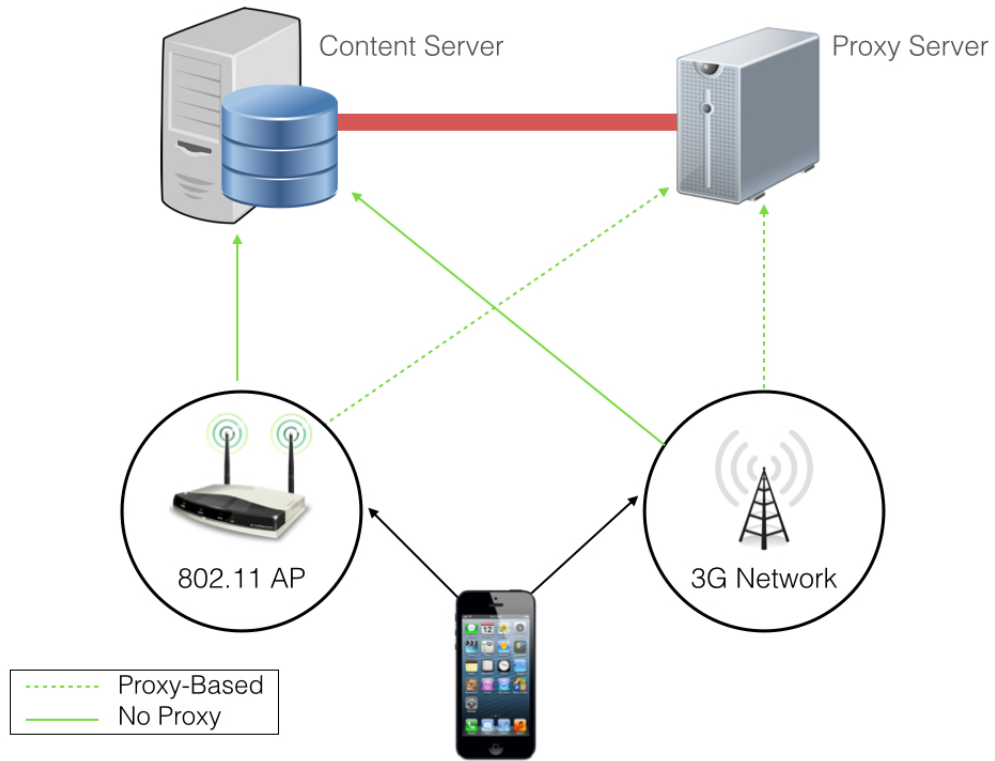 Content Server
Proxy Server
802.11 AP
3G Network
Proxy-Based
No Proxy